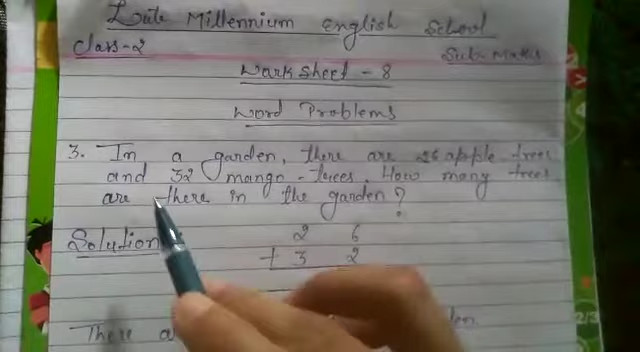 Little Millennium English School
Class-2
Sub: Maths
Work Sheet - 8
Word Problems
3. In a garden, there are 26 apple trees
and 32 mango-trees. How many trees
are there in the garden?
Solution
2 6
+ 3 2
There a